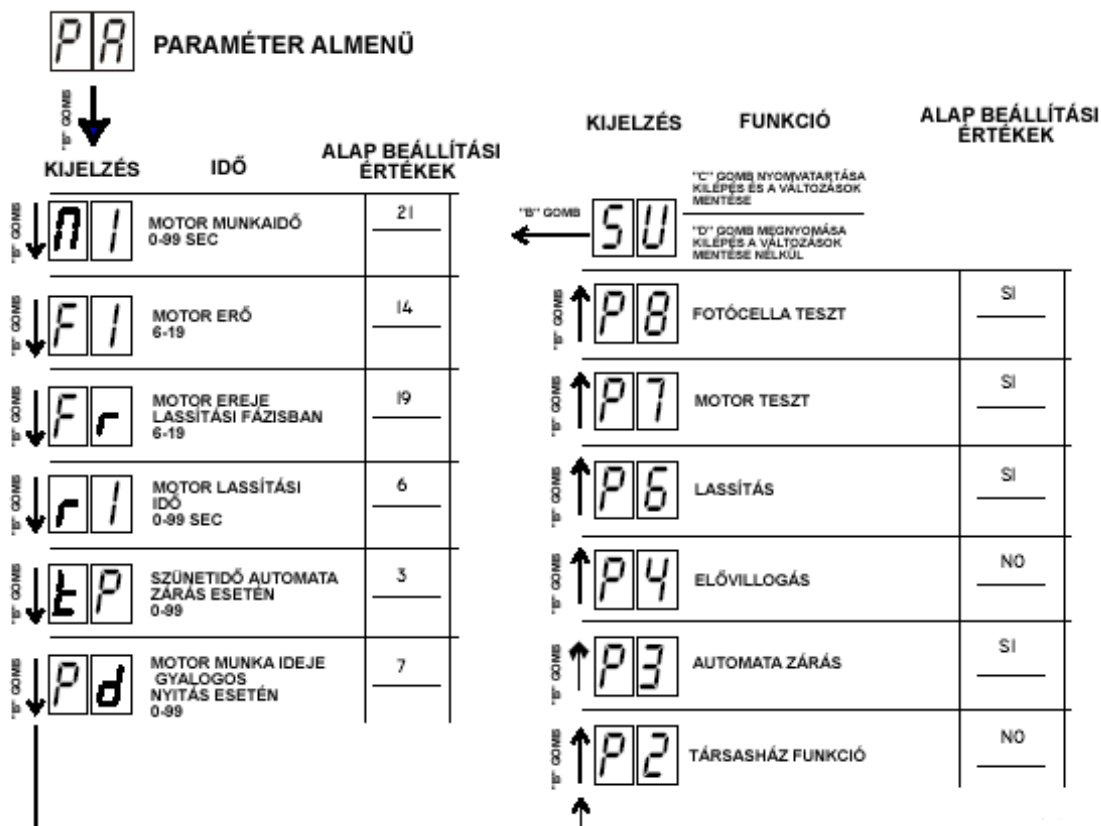 PA PARAMÉTER ALMENÜ
"B" GOMB
KIJELZÉS IDŐ ALAP BEÁLLÍTÁSI
ÉRTÉKEK
"B" GOMB
n1
MOTOR MUNKAIDŐ
0-99 SEC
21
"B" GOMB
F1
MOTOR ERŐ
6-19
14
"B" GOMB
Fr
MOTOR EREJE
LASSÍTÁSI FÁZISBAN
6-19
19
"B" GOMB
r1
MOTOR LASSÍTÁSI
IDŐ
0-99 SEC
6
"B" GOMB
tP
SZÜNETIDŐ AUTOMATA
ZÁRÁS ESETÉN
0-99
3
"B" GOMB
Pd
MOTOR MUNKA IDEJE
GYALOGOS
NYITÁS ESETÉN
0-99
7
KIJELZÉS FUNKCIÓ ALAP BEÁLLÍTÁSI
ÉRTÉKEK
"B" GOMB
SU
"C" GOMB NYOMVATARTÁSA
KILÉPÉS ÉS A VÁLTOZÁSOK
MENTÉSE
"D" GOMB MEGNYOMÁSA
KILÉPÉS A VÁLTOZÁSOK
MENTÉSE NÉLKÜL
"B" GOMB
P8
FOTÓCELLA TESZT
SI
"B" GOMB
P7
MOTOR TESZT
SI
"B" GOMB
P6
LASSÍTÁS
SI
"B" GOMB
P4
ELŐVILLOGÁS
NO
"B" GOMB
P3
AUTOMATA ZÁRÁS
SI
"B" GOMB
P2
TÁRSASHÁZ FUNKCIÓ
NO